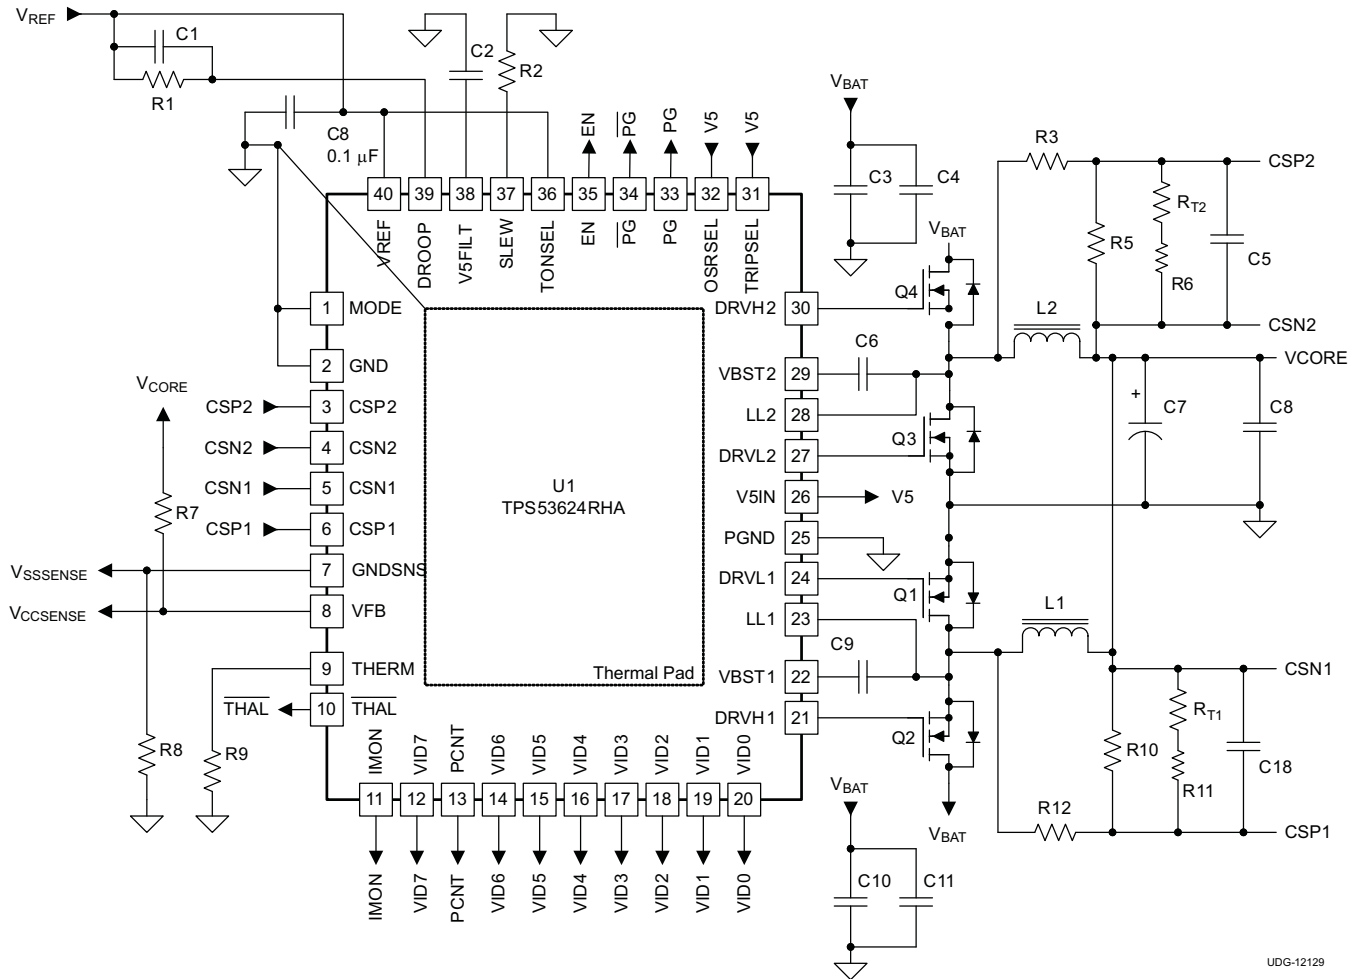 VREF
C1
R1
C8
0.1 µF
C2
R2
EN
PG
PG
V5
V5
40
39
38
37
36
35
34
33
32
31
VREF
DROOP
V5FILT
SLEW
TONSEL
EN
PG
PG
OSRSEL
TRIPSEL
1 MODE
2 GND
CSP2 3 CSP2
CSN2 4 CSN2
CSN1 5 CSN1
CSP1 6 CSP1
VSSSENSE 7 GNDSNS
VCCSENSE 8 VFB
9 THERM
THAL 10 THAL
VCORE
R7
R8
R9
U1
TPS53624RHA
Thermal Pad
DRVH2 30
VBST2 29
LL2 28
DRVL2 27
V5IN 26 V5
PGND 25
DRVL1 24
LL1 23
VBST1 22
DRVH1 21
IMON
VID7
PCNT
VID6
VID5
VID4
VID3
VID2
VID1
VID0
11
12
13
14
15
16
17
18
19
20
IMON
VID7
PCNT
VID6
VID5
VID4
VID3
VID2
VID1
VID0
VBAT
C3
C4
VBAT
Q4
C6
Q3
Q1
C9
Q2
VBAT
VBAT
C10
C11
R3
CSP2
R5
RT2
R6
C5
L2
CSN2
VCORE
+
C7
C8
L1
CSN1
RT1
R10
R11
C18
R12
CSP1
UDG-12129